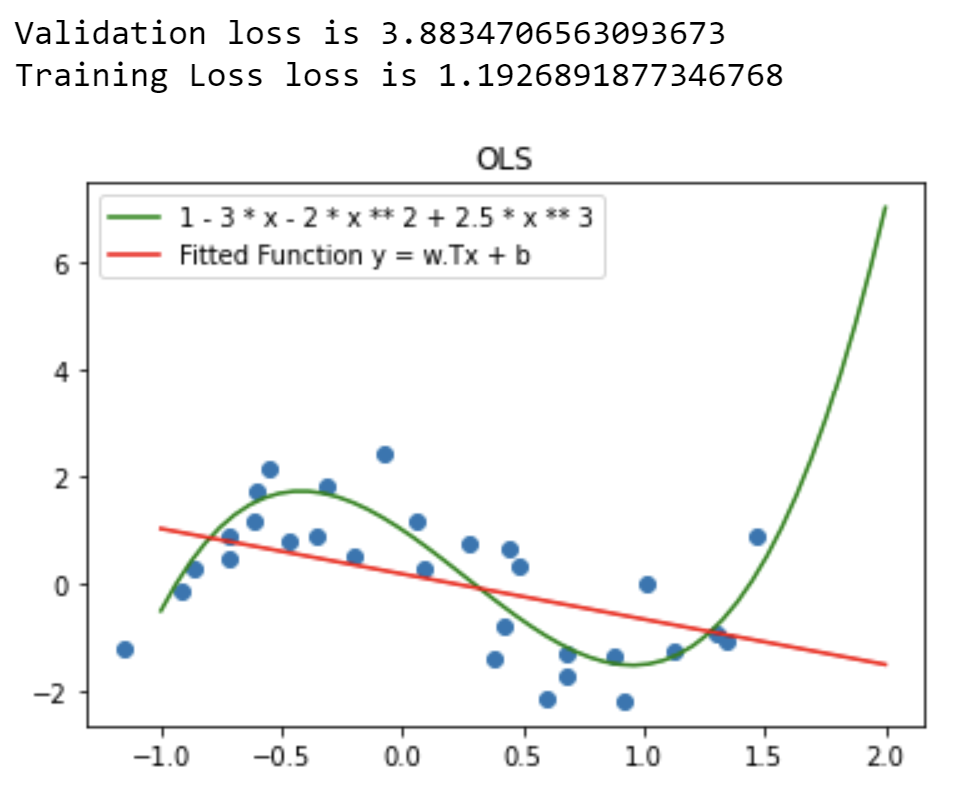 Validation loss is 3.8834706563093673
Training Loss loss is 1.1926891877346768
OLS
1 - 3 * x - 2 * x ** 2 + 2.5 * x ** 3
Fitted Function y = w.Tx + b
6
4
2
0
−2
−1.0 −0.5 0.0 0.5 1.0 1.5 2.0